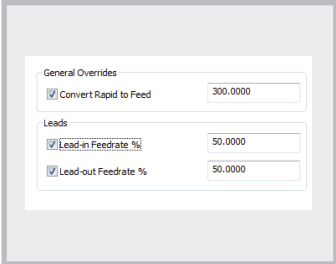 General Overrides
Convert Rapid to Feed 300.0000
Leads
Lead-in Feedrate % 50.0000
Lead-out Feedrate % 50.0000